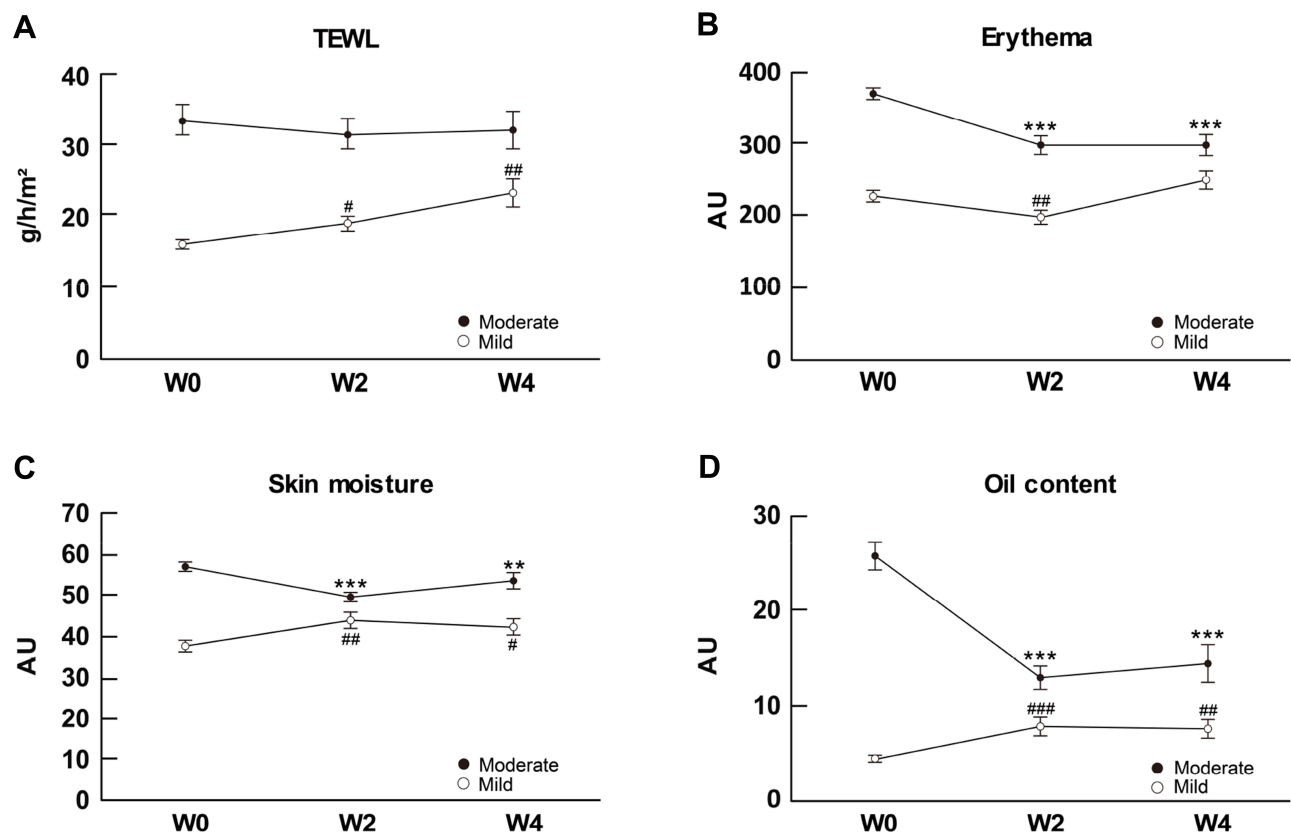 A
TEWL
g/h/m²
40
30
20
10
0
#
##
Moderate
Mild
W0 W2 W4
B
Erythema
AU
400
300
200
100
0
*** ***
##
Moderate
Mild
W0 W2 W4
C
Skin moisture
AU
70
60
50
40
30
20
10
0
*** **
## #
Moderate
Mild
W0 W2 W4
D
Oil content
AU
30
20
10
0
*** ***
### ##
Moderate
Mild
W0 W2 W4